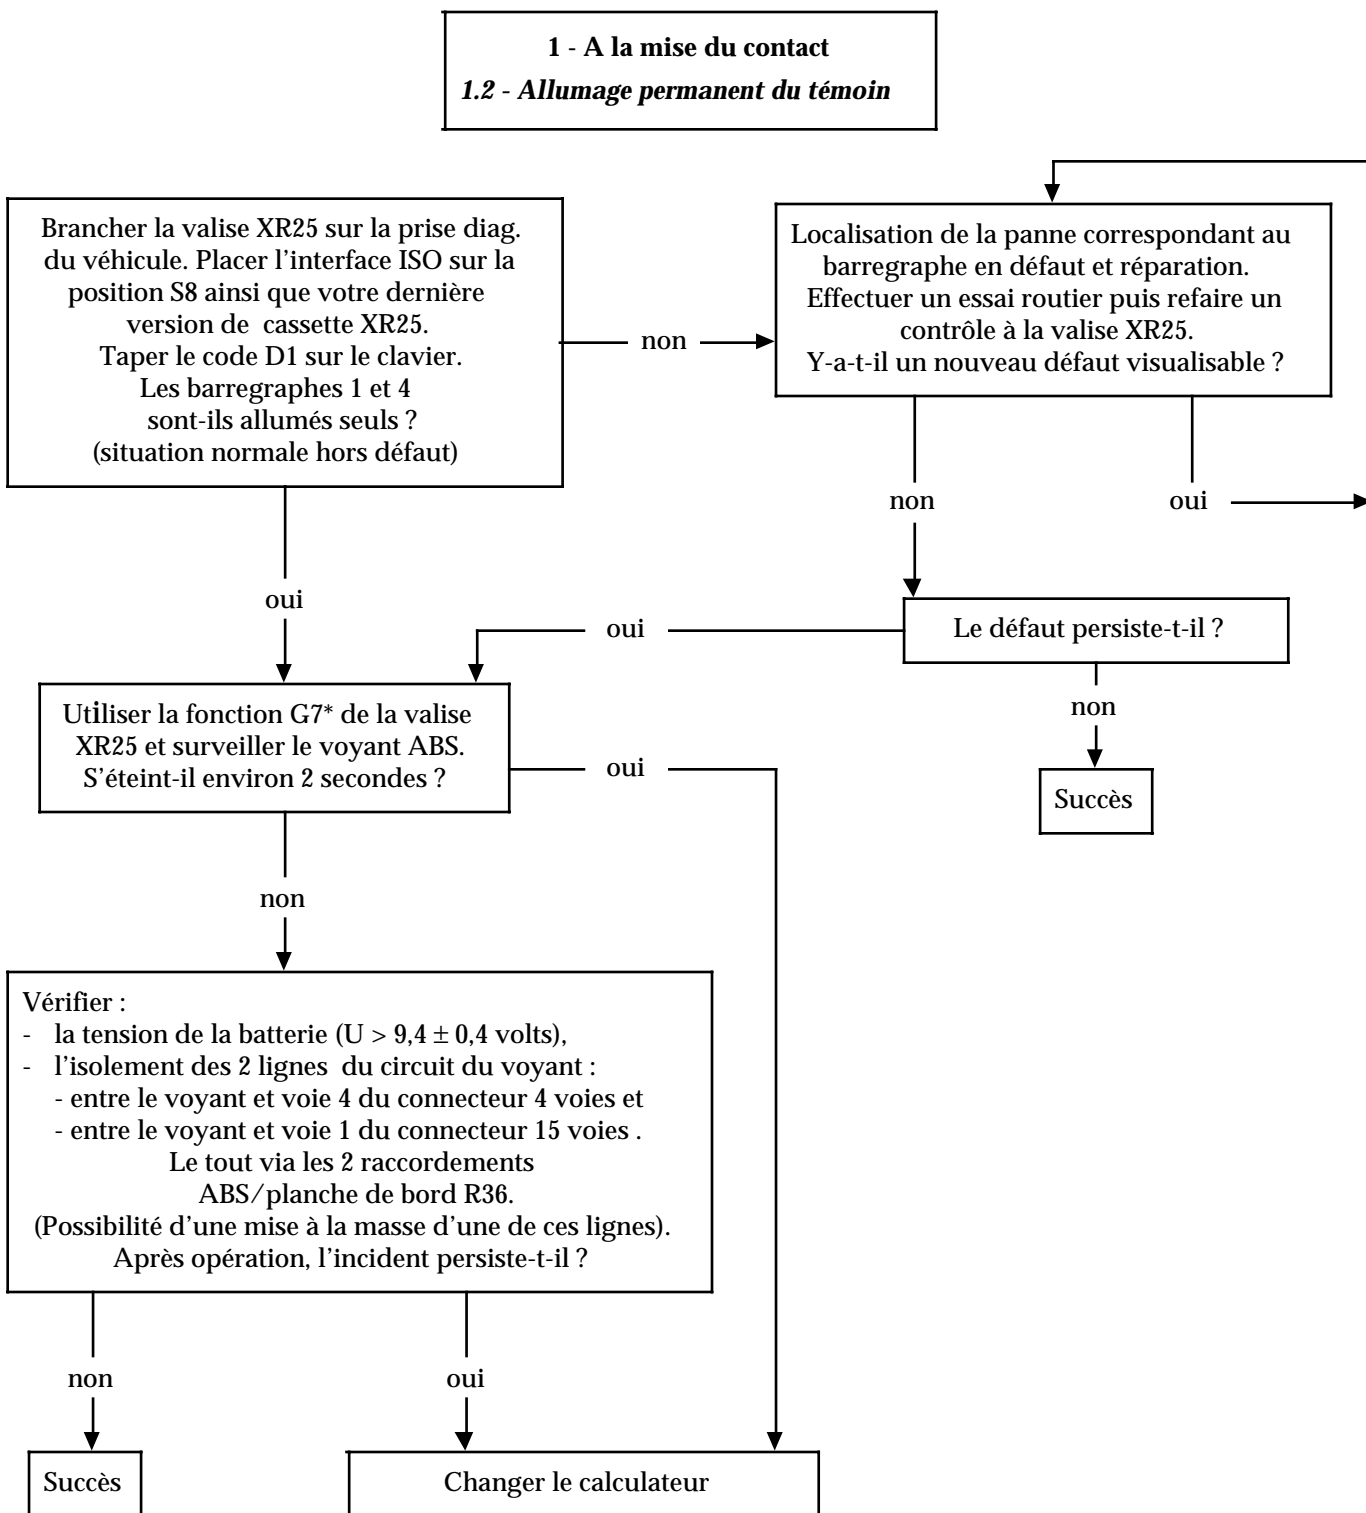 1 - A la mise du contact
1.2 - Allumage permanent du témoin
Brancher la valise XR25 sur la prise diag.
du véhicule. Placer l’interface ISO sur la
position S8 ainsi que votre dernière
version de cassette XR25.
Taper le code D1 sur le clavier.
Les barregraphes 1 et 4
sont-ils allumés seuls ?
(situation normale hors défaut)
non
Localisation de la panne correspondant au
barregraphe en défaut et réparation.
Effectuer un essai routier puis refaire un
contrôle à la valise XR25.
Y-a-t-il un nouveau défaut visualisable ?
non
oui
oui
oui
Le défaut persiste-t-il ?
non
Succès
Utiliser la fonction G7* de la valise
XR25 et surveiller le voyant ABS.
S’éteint-il environ 2 secondes ?
oui
non
Vérifier :
- la tension de la batterie (U > 9,4 ± 0,4 volts),
- l’isolement des 2 lignes du circuit du voyant :
- entre le voyant et voie 4 du connecteur 4 voies et
- entre le voyant et voie 1 du connecteur 15 voies .
Le tout via les 2 raccordements
ABS/planche de bord R36.
(Possibilité d’une mise à la masse d’une de ces lignes).
Après opération, l’incident persiste-t-il ?
non
oui
Succès
Changer le calculateur